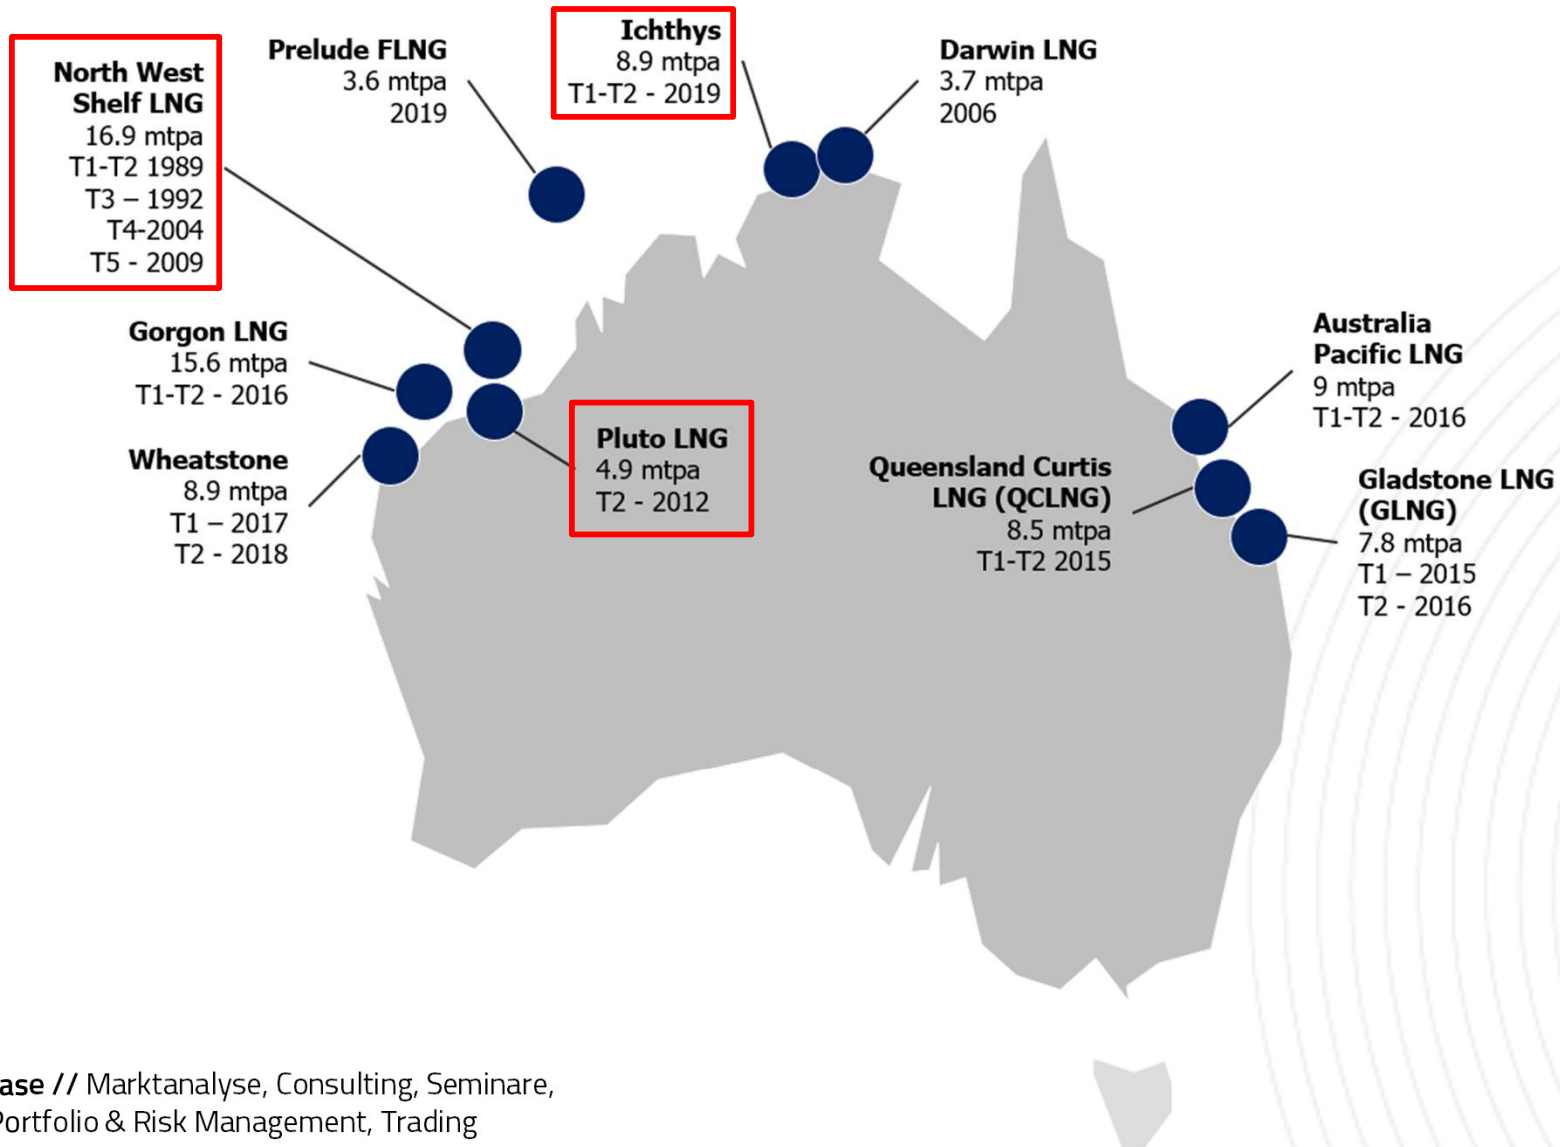 North West
Shelf LNG
16.9 mtpa
T1-T2 1989
T3 – 1992
T4-2004
T5 - 2009
Prelude FLNG
3.6 mtpa
2019
Ichthys
8.9 mtpa
T1-T2 - 2019
Darwin LNG
3.7 mtpa
2006
Gorgon LNG
15.6 mtpa
T1-T2 - 2016
Wheatstone
8.9 mtpa
T1 – 2017
T2 - 2018
Pluto LNG
4.9 mtpa
T2 - 2012
Queensland Curtis
LNG (QCLNG)
8.5 mtpa
T1-T2 2015
Australia
Pacific LNG
9 mtpa
T1-T2 - 2016
Gladstone LNG
(GLNG)
7.8 mtpa
T1 – 2015
T2 - 2016
ase // Marktanalyse, Consulting, Seminare,
Portfolio & Risk Management, Trading